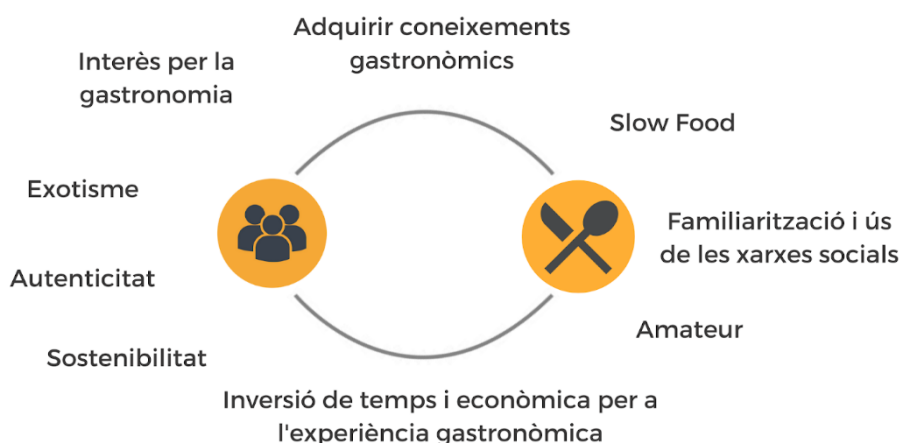 Adquirir coneixements
gastronòmics
Interès per la
gastronomia
Slow Food
Exotisme
Familiarització i ús
de les xarxes socials
Autenticitat
Amateur
Sostenibilitat
Inversió de temps i econòmica per a
l'experiència gastronòmica